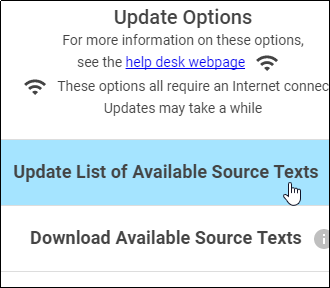 Update Options
For more information on these options,
see the help desk webpage
These options all require an Internet connec
Updates may take a while
Update List of Available Source Texts
Download Available Source Texts